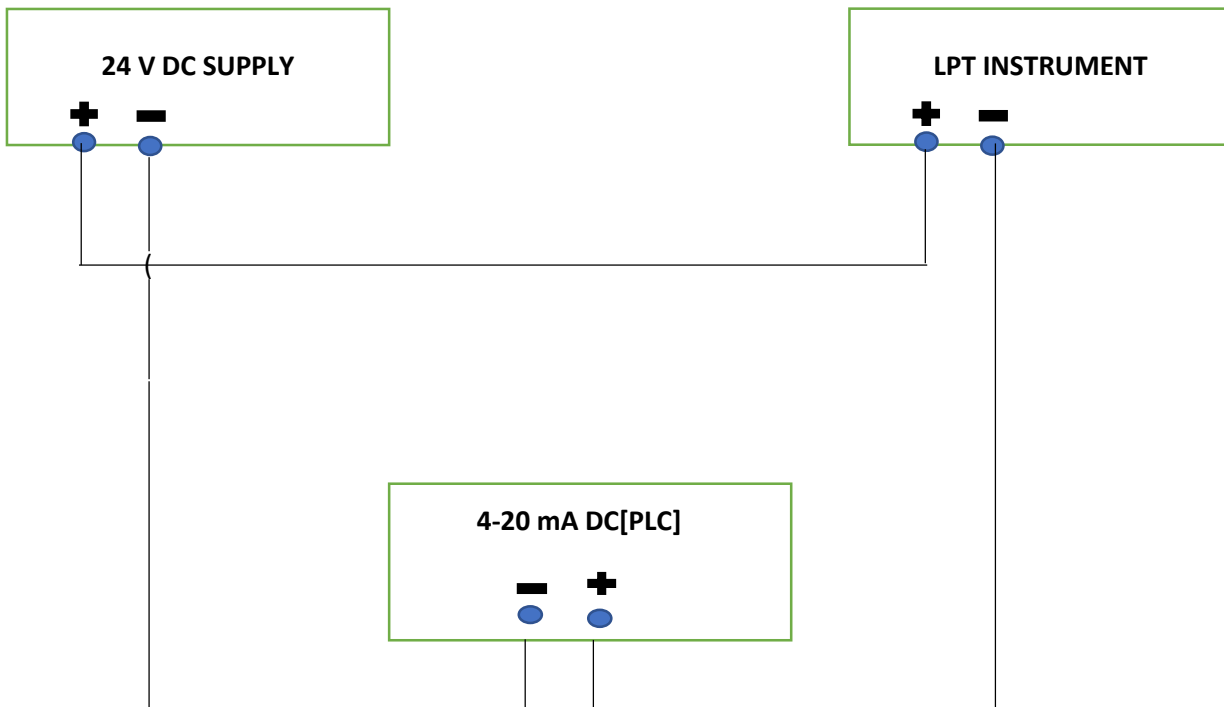 24 V DC SUPPLY
LPT INSTRUMENT
+ −
+ −
4-20 mA DC[PLC]
− +